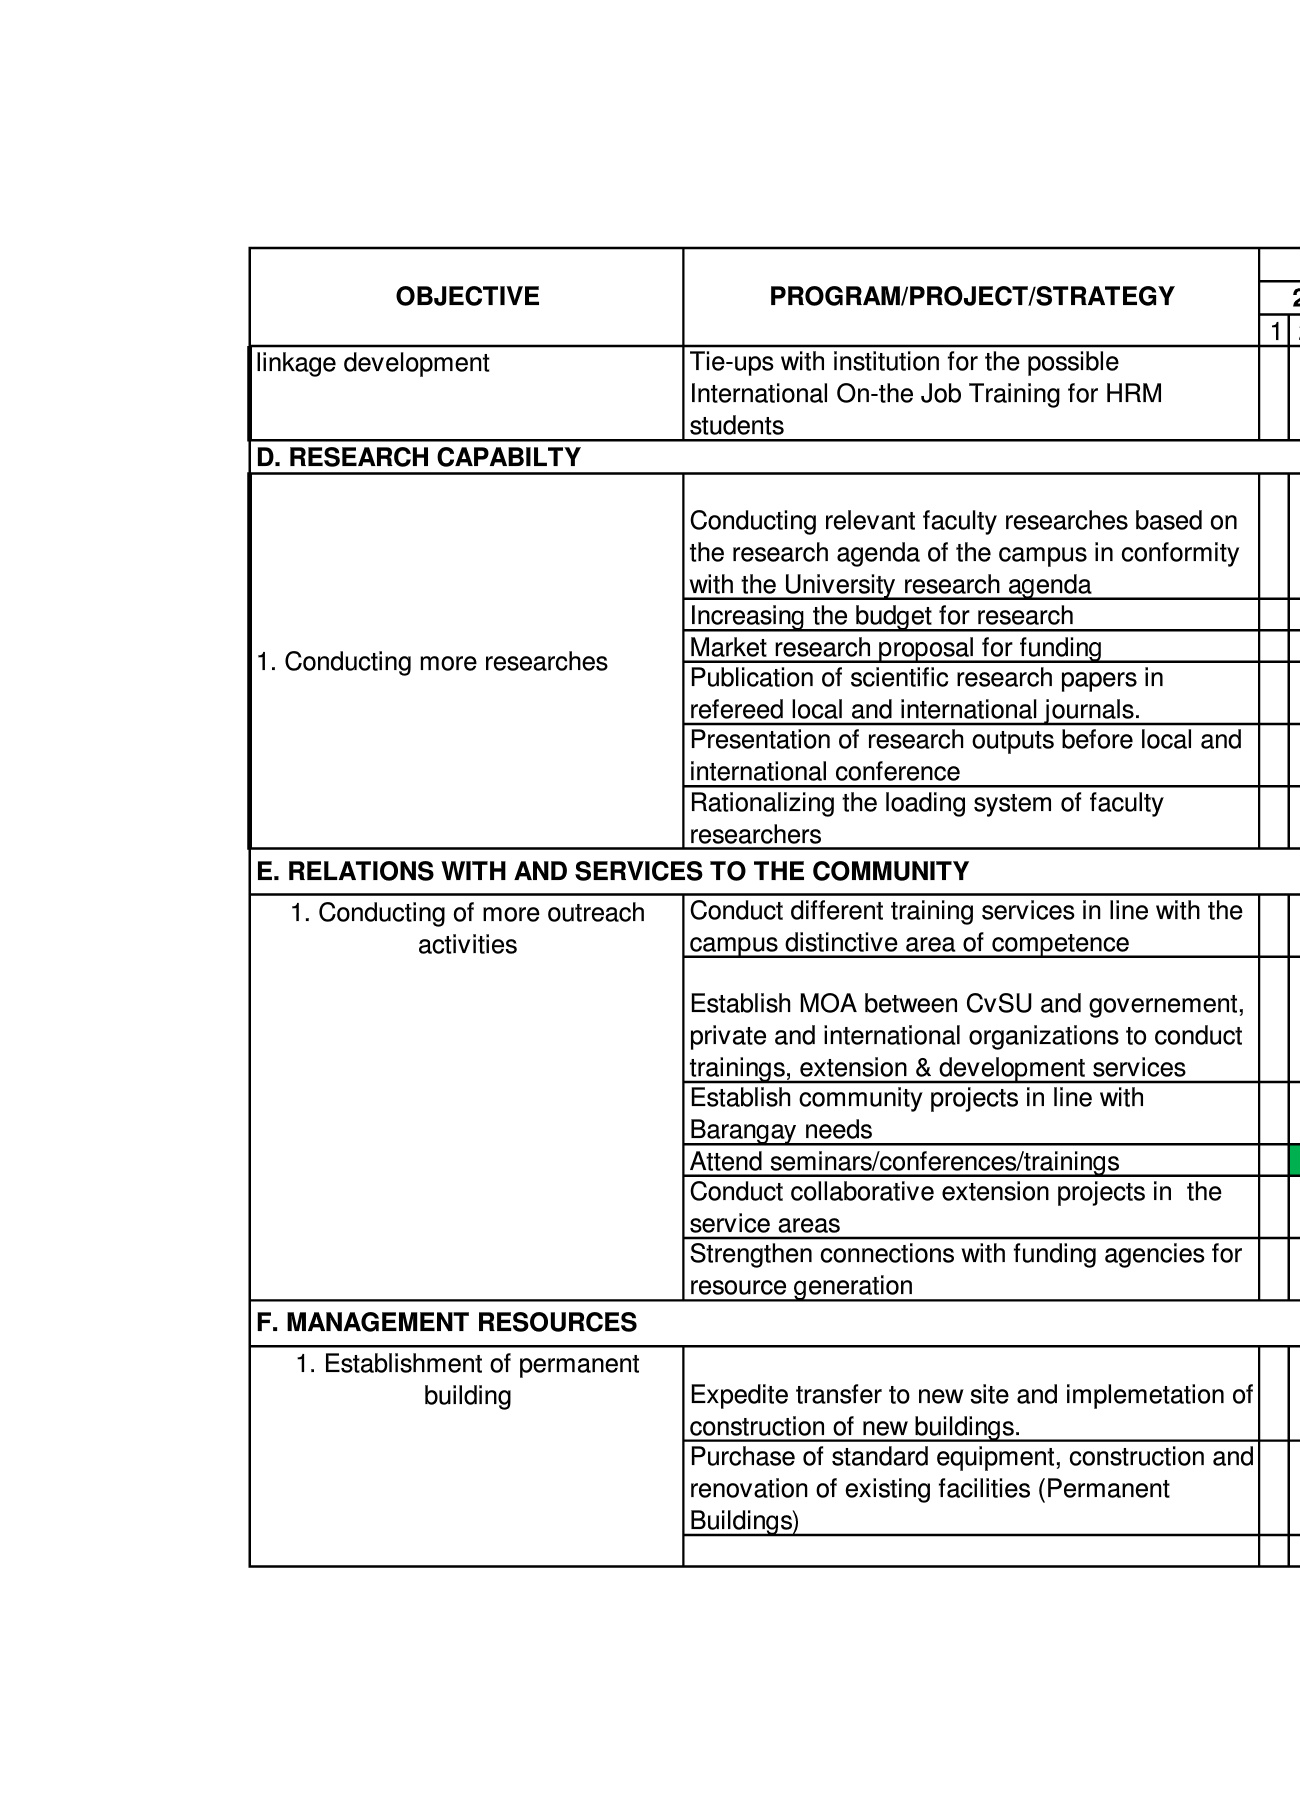 OBJECTIVE
PROGRAM/PROJECT/STRATEGY
1
linkage development
Tie-ups with institution for the possible
International On-the Job Training for HRM
students
D. RESEARCH CAPABILTY
1. Conducting more researches
Conducting relevant faculty researches based on
the research agenda of the campus in conformity
with the University research agenda
Increasing the budget for research
Market research proposal for funding
Publication of scientific research papers in
refereed local and international journals.
Presentation of research outputs before local and
international conference
Rationalizing the loading system of faculty
researchers
E. RELATIONS WITH AND SERVICES TO THE COMMUNITY
1. Conducting of more outreach
activities
Conduct different training services in line with the
campus distinctive area of competence
Establish MOA between CvSU and governement,
private and international organizations to conduct
trainings, extension & development services
Establish community projects in line with
Barangay needs
Attend seminars/conferences/trainings
Conduct collaborative extension projects in  the
service areas
Strengthen connections with funding agencies for
resource generation
F. MANAGEMENT RESOURCES
1. Establishment of permanent
building
Expedite transfer to new site and implemetation of
construction of new buildings.
Purchase of standard equipment, construction and
renovation of existing facilities (Permanent
Buildings)